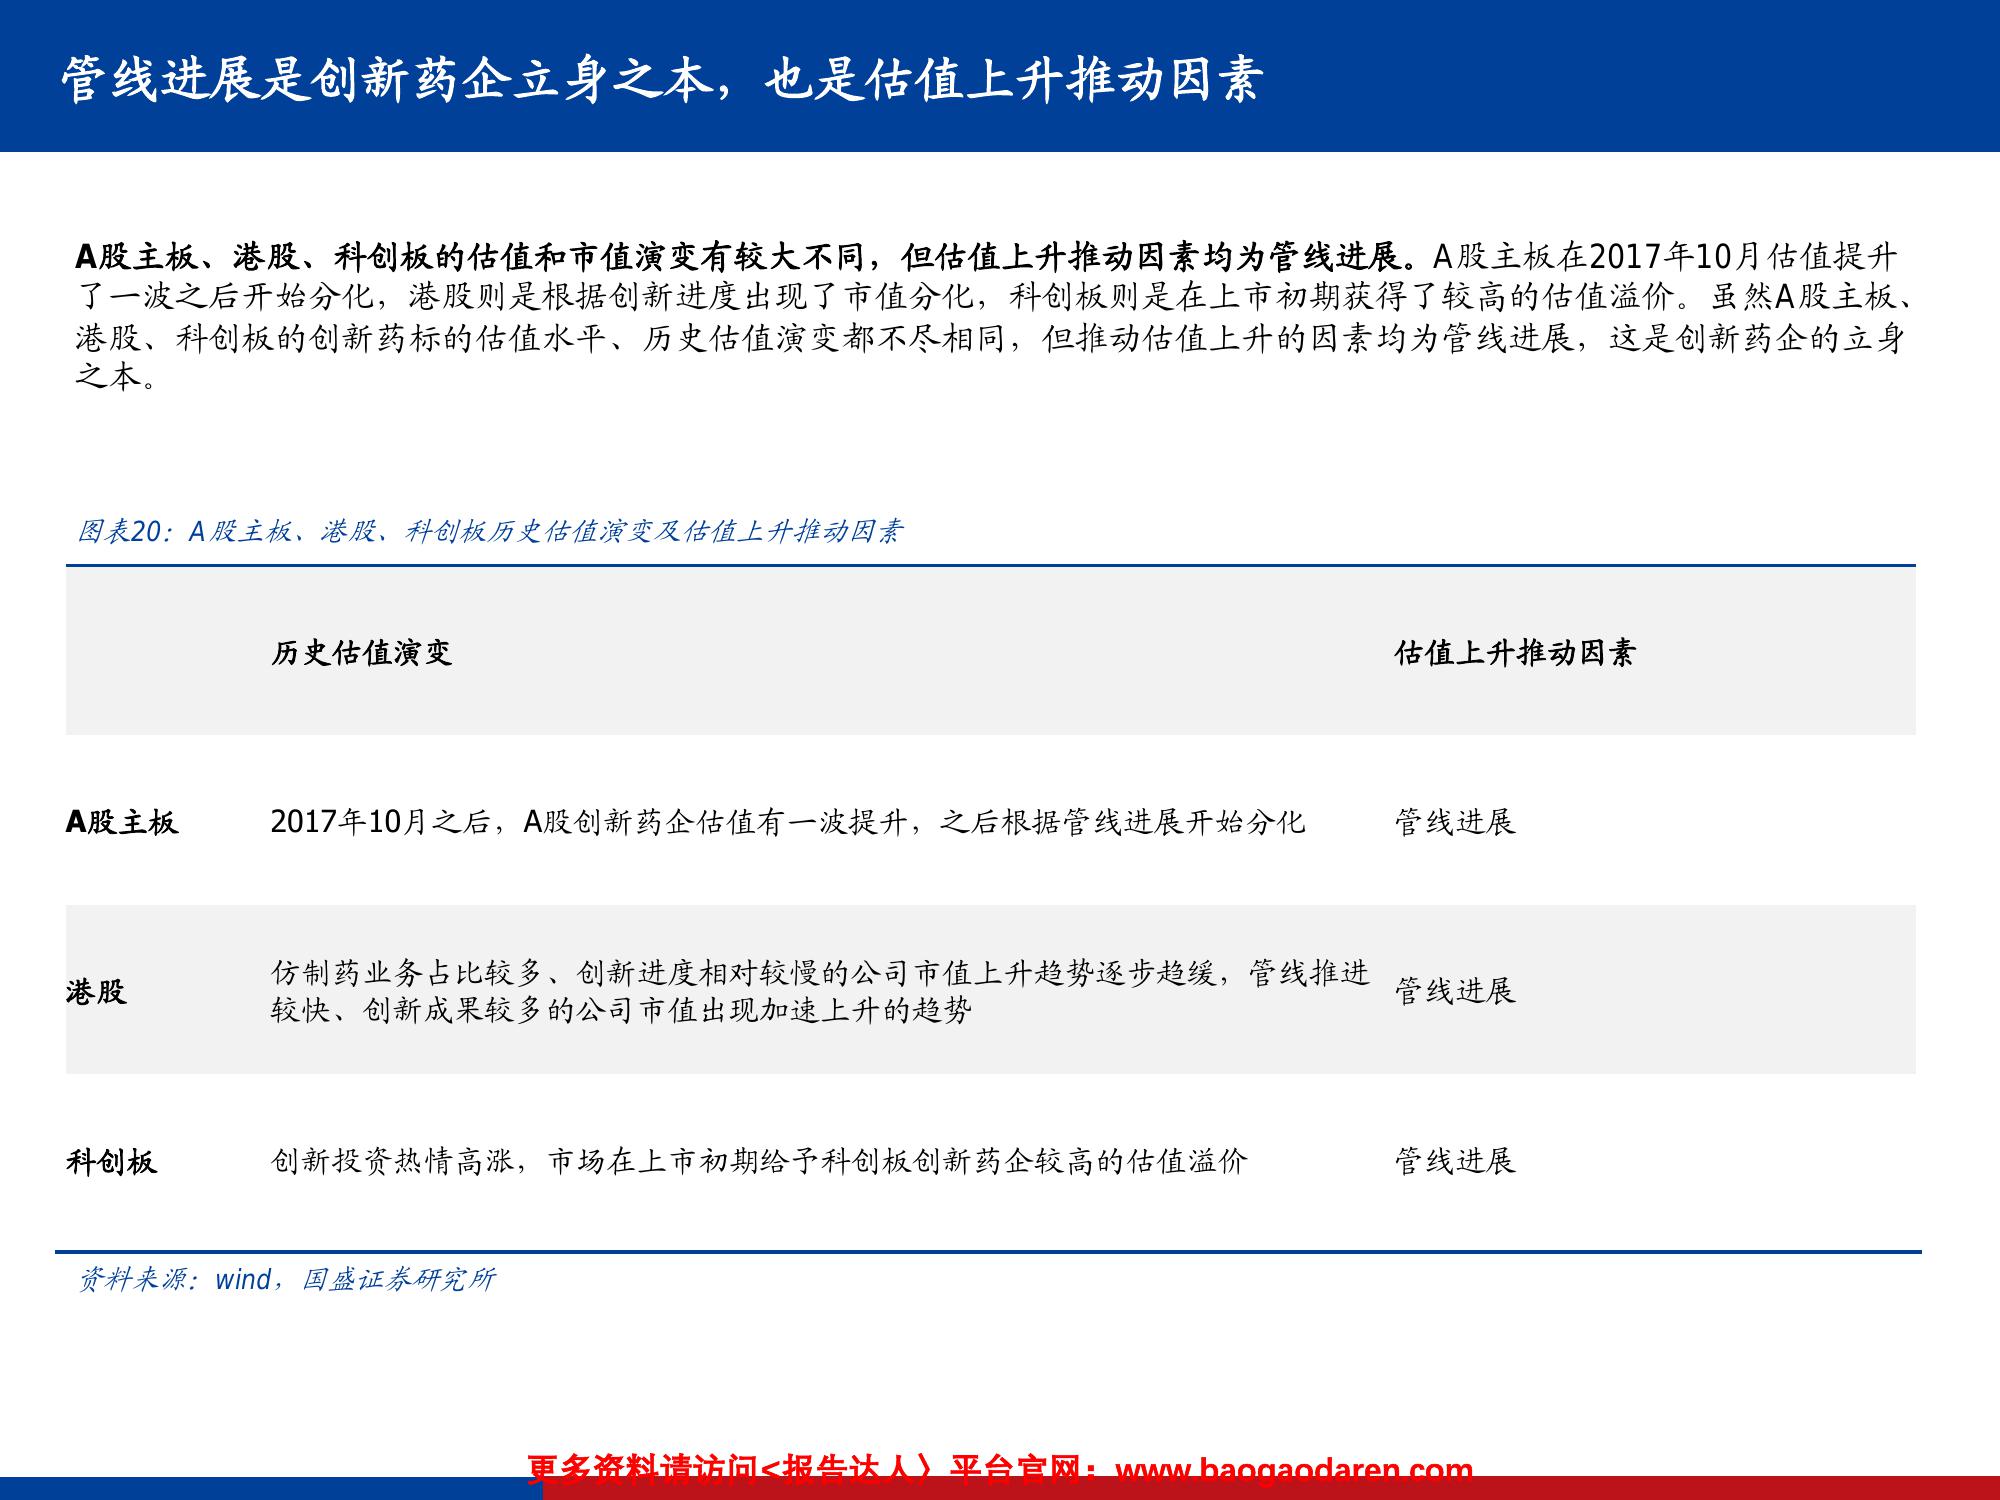 管线进展是创新药企立身之本，也是估值上升推动因素
A股主板、港股、科创板的估值和市值演变有较大不同，但估值上升推动因素均为管线进展。A股主板在2017年10月估值提升
了一波之后开始分化，港股则是根据创新进度出现了市值分化，科创板则是在上市初期获得了较高的估值溢价。虽然A股主板、
港股、科创板的创新药标的估值水平、历史估值演变都不尽相同，但推动估值上升的因素均为管线进展，这是创新药企的立身
之本。
图表20：A股主板、港股、科创板历史估值演变及估值上升推动因素
历史估值演变 估值上升推动因素
A股主板 2017年10月之后，A股创新药企估值有一波提升，之后根据管线进展开始分化 管线进展
港股 仿制药业务占比较多、创新进度相对较慢的公司市值上升趋势逐步趋缓，管线推进
较快、创新成果较多的公司市值出现加速上升的趋势 管线进展
科创板 创新投资热情高涨，市场在上市初期给予科创板创新药企较高的估值溢价 管线进展
资料来源：wind，国盛证券研究所
更多资料请访问<报告达人〉平台官网：www.baogaodaren.com